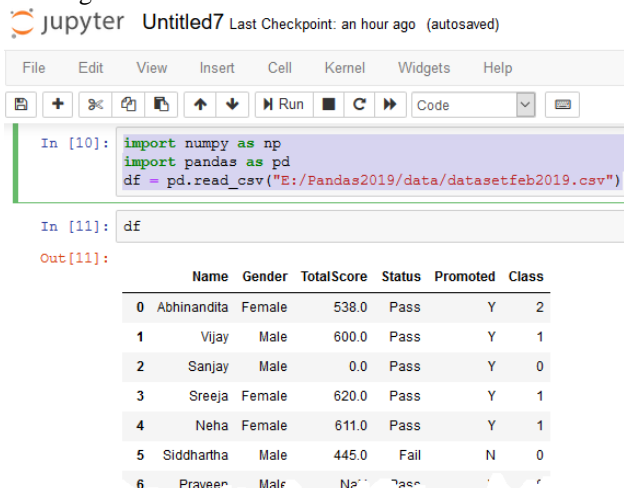 jupyter Untitled7 Last Checkpoint: an hour ago (autosaved)
File Edit View Insert Cell Kernel Widgets Help
Run Code
In [10]: import numpy as np
import pandas as pd
df = pd.read_csv("E:/Pandas2019/data/datasetfeb2019.csv")
In [11]: df
Out[11]:
Name Gender TotalScore Status Promoted Class
0 Abhinandita Female 538.0 Pass Y 2
1 Vijay Male 600.0 Pass Y 1
2 Sanjay Male 0.0 Pass Y 0
3 Sreeja Female 620.0 Pass Y 1
4 Neha Female 611.0 Pass Y 1
5 Siddhartha Male 445.0 Fail N 0
6 Praveen Male